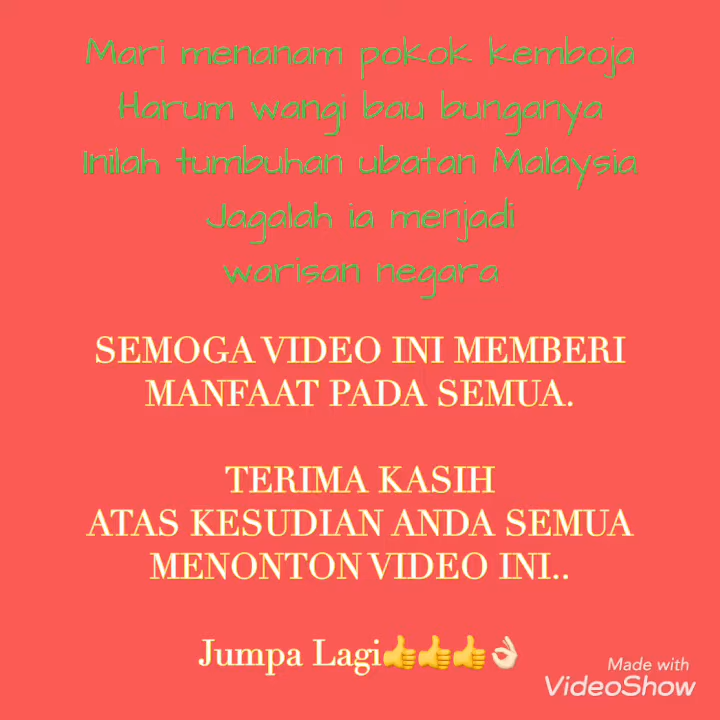 Mari menanam pokok kemboja
Harum wangi bau bunganya
Inilah tumbuhan ubatan Malaysia
Jagalah ia menjadi
warisan negara
SEMOGA VIDEO INI MEMBERI
MANFAAT PADA SEMUA.
TERIMA KASIH
ATAS KESUDIAN ANDA SEMUA
MENONTON VIDEO INI..
Jumpa Lagi👍👍👍👌🏻
Made with
VideoShow